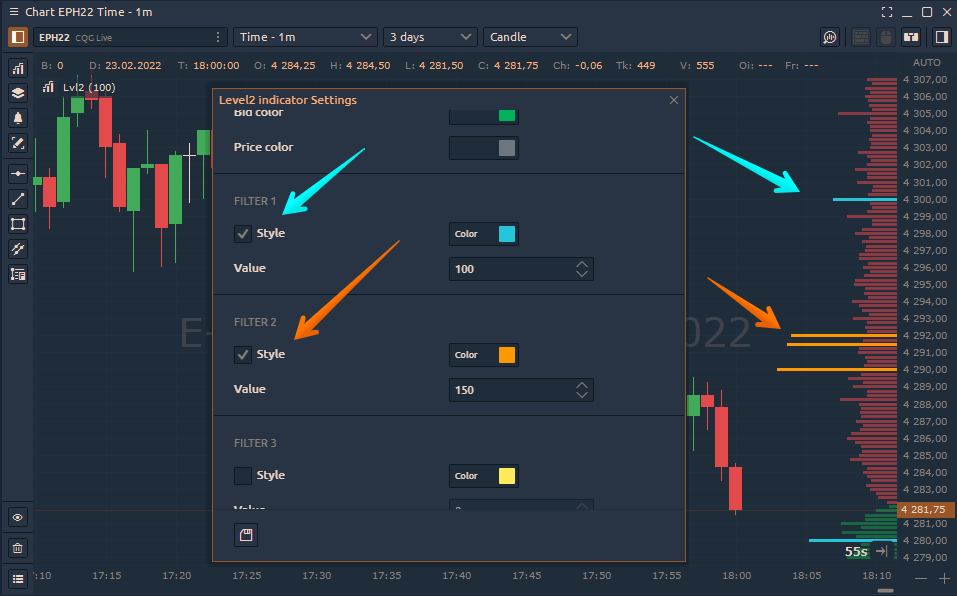 Chart EPH22 Time - 1m
EPH22 CQG Live
Time - 1m
3 days
Candle
B: 0 D: 23.02.2022 T: 18:00:00 O: 4 284,25 H: 4 284,50 L: 4 281,50 C: 4 281,75 Ch: -0,06 Tk: 449 V: 555 Oi: --- Fr: ---
AUTO
Lvl2 (100)
Level2 indicator Settings
Bid color
Price color
FILTER 1
Style
Color
Value
100
FILTER 2
Style
Color
Value
150
FILTER 3
Style
Color
Value
E-
022
4 307,00
4 306,00
4 305,00
4 304,00
4 303,00
4 302,00
4 301,00
4 300,00
4 299,00
4 298,00
4 297,00
4 296,00
4 295,00
4 294,00
4 293,00
4 292,00
4 291,00
4 290,00
4 289,00
4 288,00
4 287,00
4 286,00
4 285,00
4 284,00
4 283,00
4 281,75
4 281,00
4 280,00
4 279,00
55s
:10 17:15 17:20 17:25 17:30 17:35 17:40 17:45 17:50 17:55 18:00 18:05 18:10